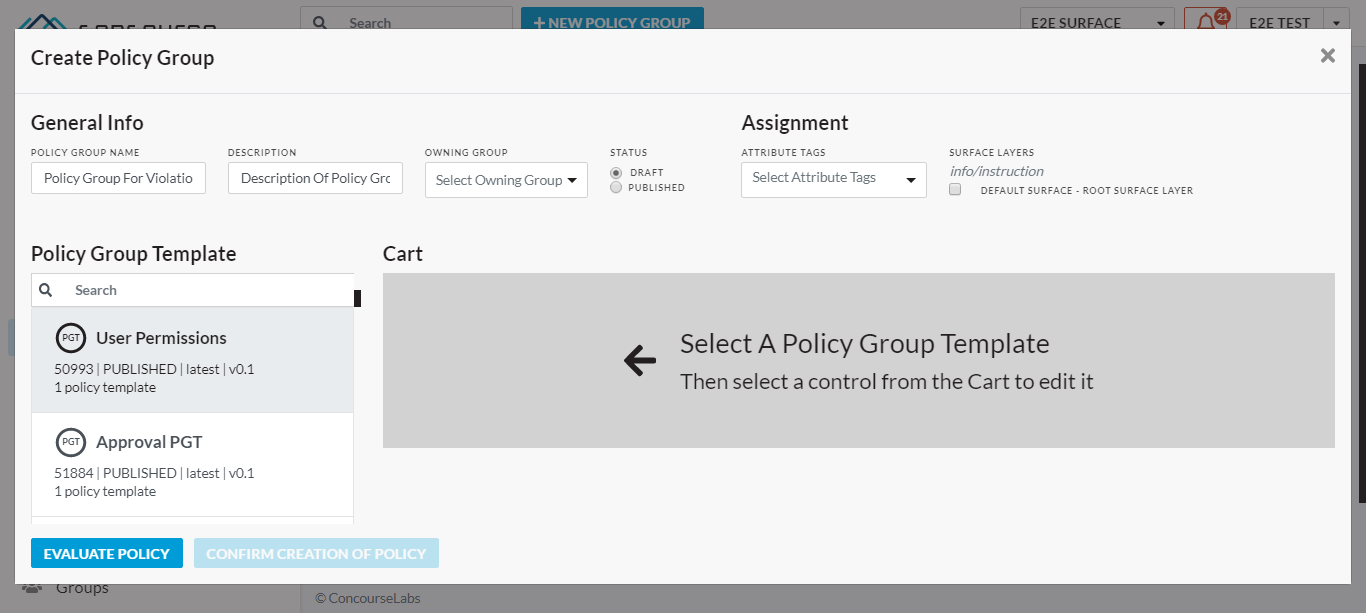 Search
+ NEW POLICY GROUP
E2E SURFACE
21
E2E TEST
Create Policy Group
General Info
Assignment
POLICY GROUP NAME
DESCRIPTION
OWNING GROUP
STATUS
ATTRIBUTE TAGS
SURFACE LAYERS
Policy Group For Violatio
Description Of Policy Grc
Select Owning Group
DRAFT
PUBLISHED
Select Attribute Tags
info/instruction
DEFAULT SURFACE - ROOT SURFACE LAYER
Policy Group Template
Cart
Search
PGT User Permissions
50993 | PUBLISHED | latest | v0.1
1 policy template
PGT Approval PGT
51884 | PUBLISHED | latest | v0.1
1 policy template
Select A Policy Group Template
Then select a control from the Cart to edit it
EVALUATE POLICY
CONFIRM CREATION OF POLICY
Groups
© ConcourseLabs